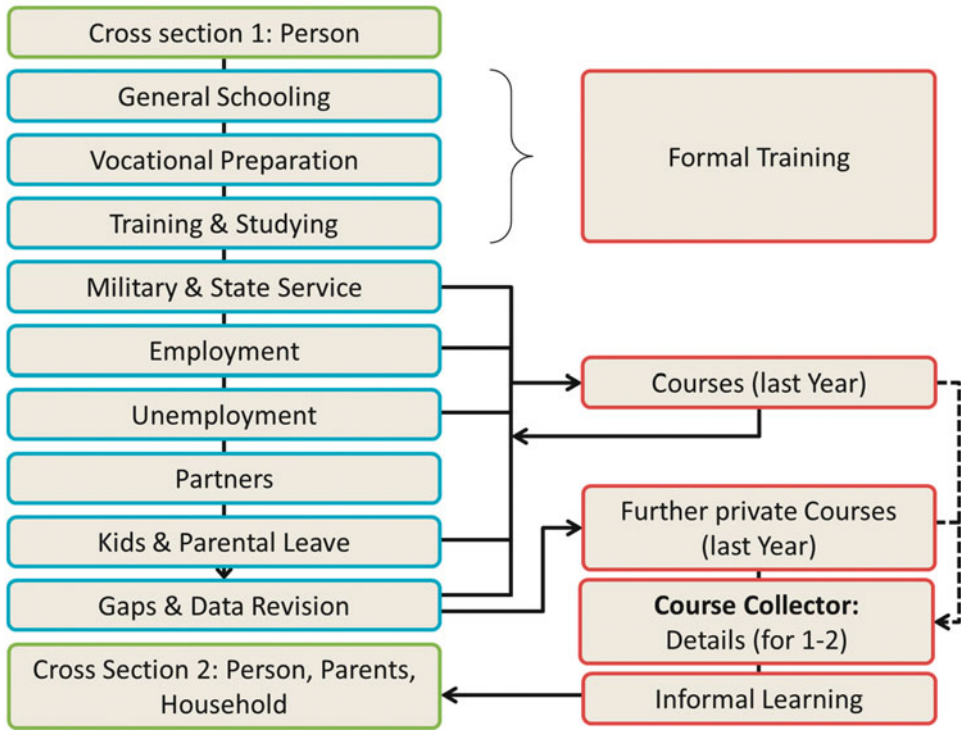 Cross section 1: Person
General Schooling
Vocational Preparation
Training & Studying
Military & State Service
Employment
Unemployment
Partners
Kids & Parental Leave
Gaps & Data Revision
Cross Section 2: Person, Parents,
Household
Formal Training
Courses (last Year)
Further private Courses
(last Year)
Course Collector:
Details (for 1-2)
Informal Learning